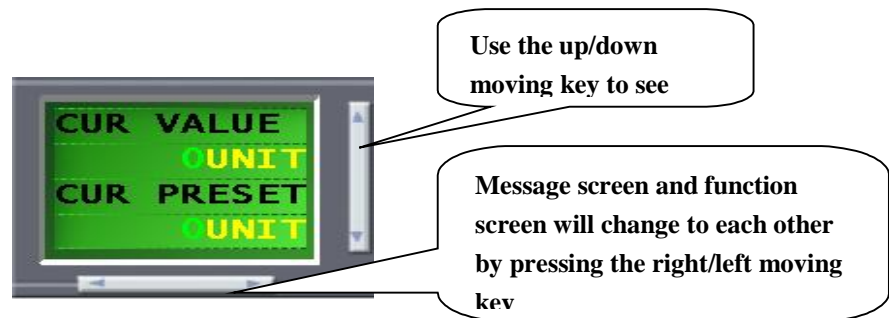 Use the up/down
moving key to see
CUR VALUE
0UNIT
CUR PRESET
0UNIT
Message screen and function
screen will change to each other
by pressing the right/left moving
key